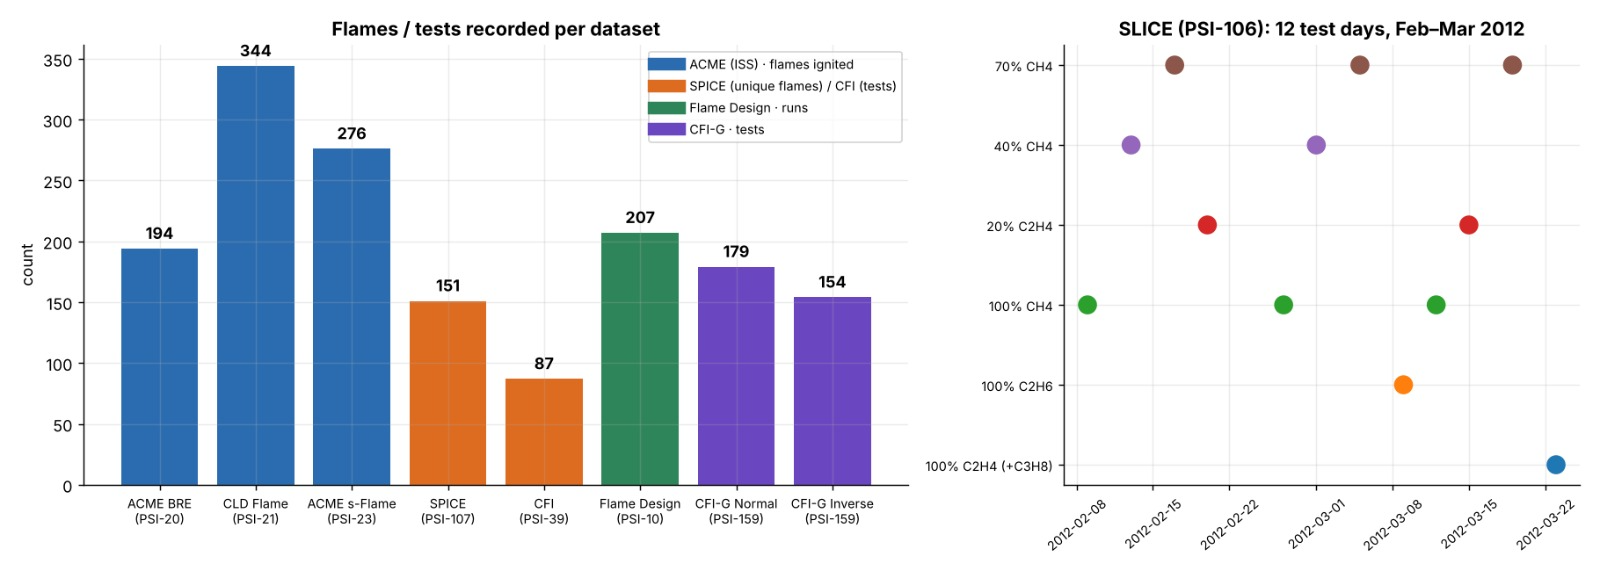 Flames / tests recorded per dataset
count
350
300
250
200
150
100
50
0
344
276
194
151
87
207
179
154
ACME (ISS) · flames ignited
SPICE (unique flames) / CFI (tests)
Flame Design · runs
CFI-G · tests
ACME BRE
(PSI-20)
CLD Flame
(PSI-21)
ACME s-Flame
(PSI-23)
SPICE
(PSI-107)
CFI
(PSI-39)
Flame Design
(PSI-10)
CFI-G Normal
(PSI-159)
CFI-G Inverse
(PSI-159)
SLICE (PSI-106): 12 test days, Feb–Mar 2012
70% CH4
40% CH4
20% C2H4
100% CH4
100% C2H6
100% C2H4 (+C3H8)
2012-02-08
2012-02-15
2012-02-22
2012-03-01
2012-03-08
2012-03-15
2012-03-22